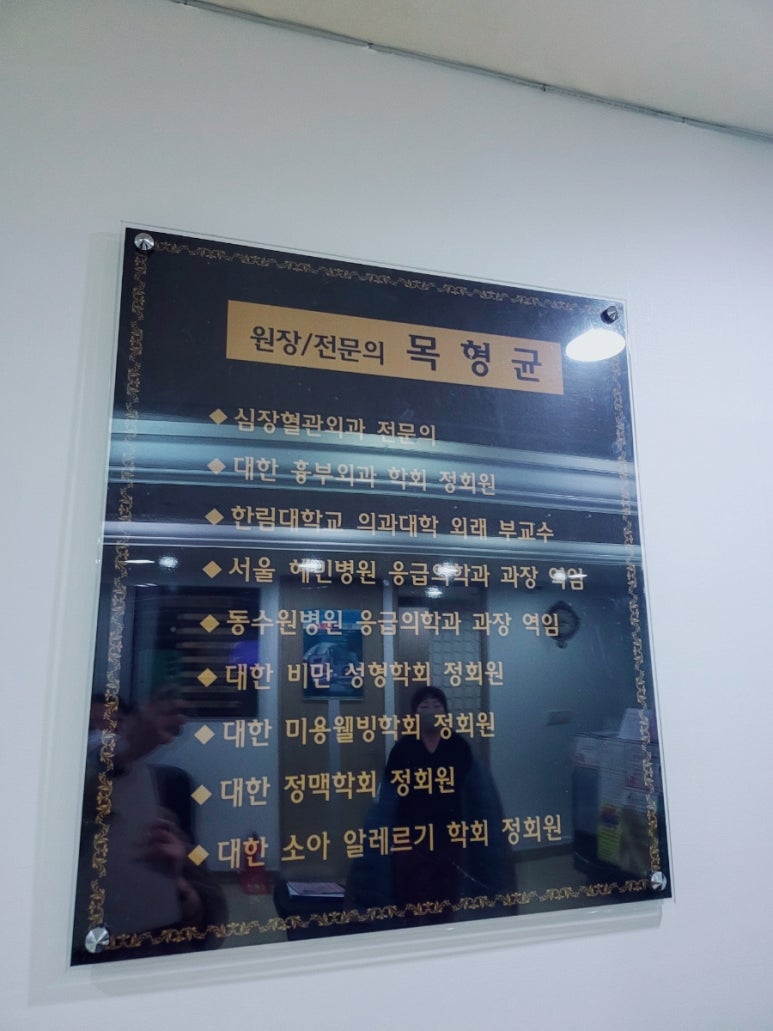 원장/전문의 목 형 균
◆ 심장혈관외과 전문의
◆ 대한 흉부외과 학회 정회원
◆ 한림대학교 의과대학 외래 부교수
◆ 서울 혜민병원 응급의학과 과장 역임
◆ 동수원병원 응급의학과 과장 역임
◆ 대한 비만 성형학회 정회원
◆ 대한 미용웰빙학회 정회원
◆ 대한 정맥학회 정회원
◆ 대한 소아 알레르기 학회 정회원